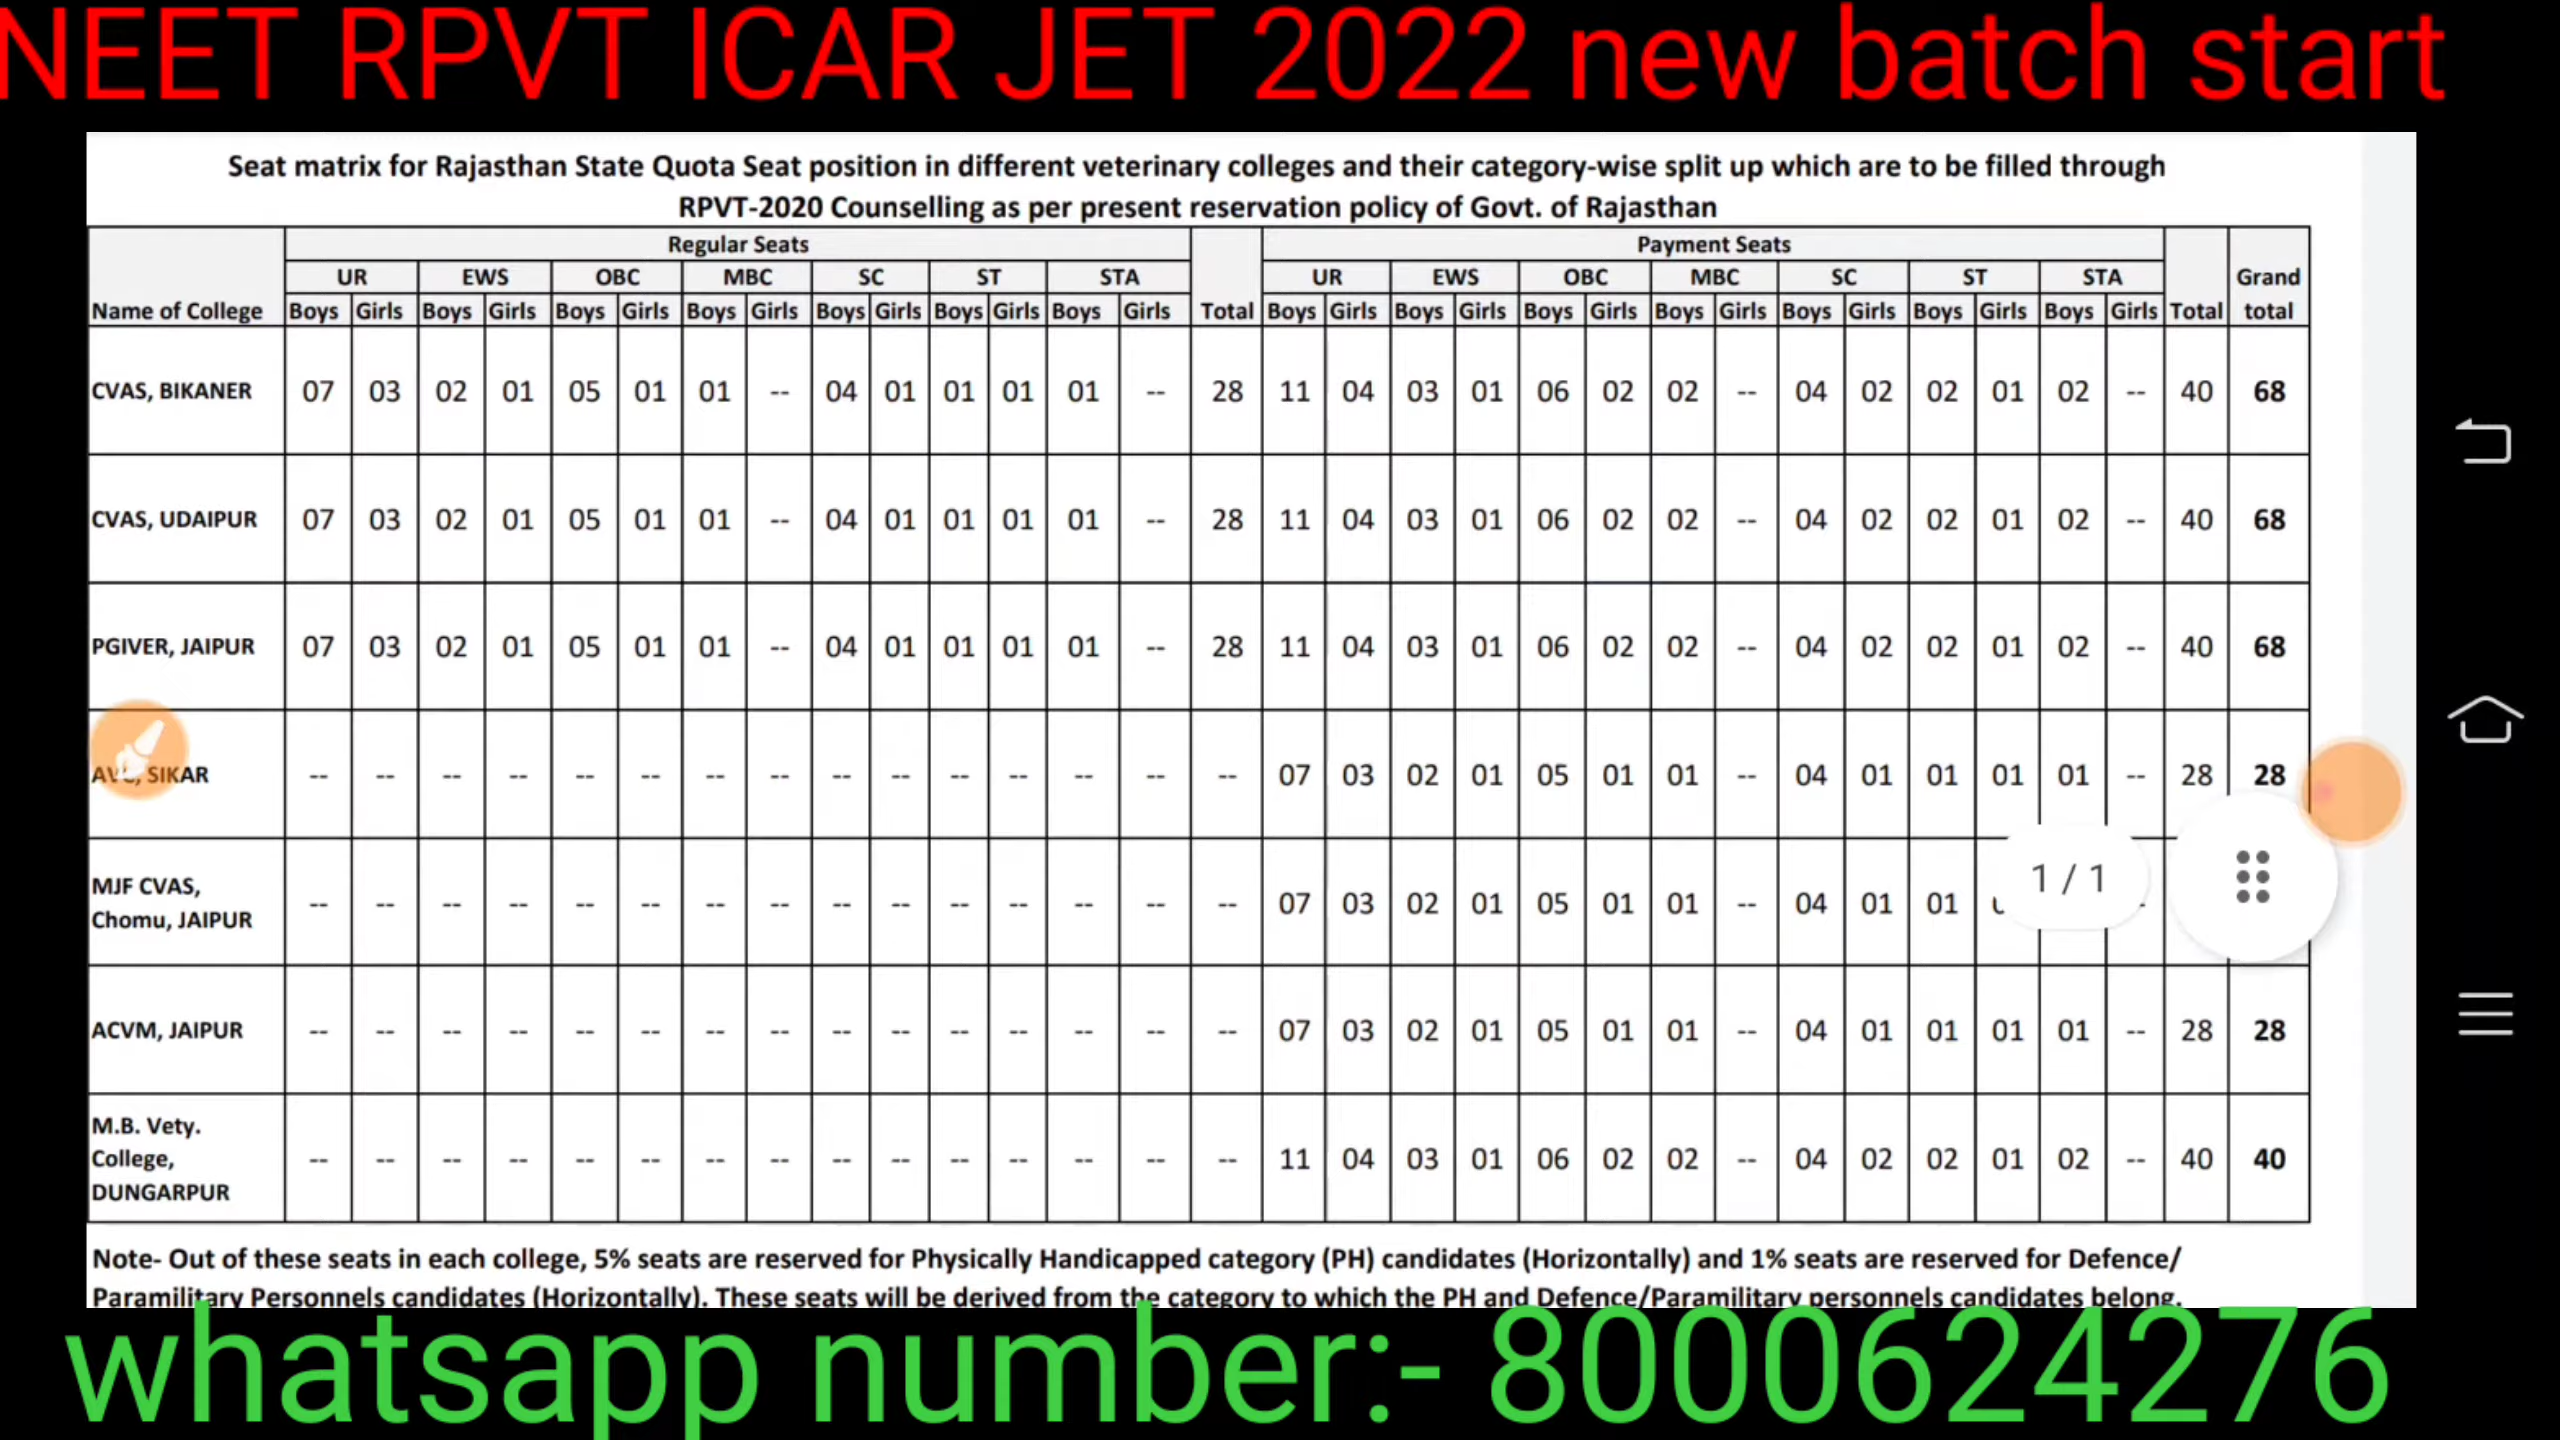 NEET RPVT ICAR JET 2022 new batch start
Seat matrix for Rajasthan State Quota Seat position in different veterinary colleges and their category-wise split up which are to be filled through
RPVT-2020 Counselling as per present reservation policy of Govt. of Rajasthan
Regular Seats Payment Seats
UR EWS OBC MBC SC ST STA UR EWS OBC MBC SC ST STA Grand
Name of College Boys Girls Boys Girls Boys Girls Boys Girls Boys Girls Boys Girls Boys Girls Total Boys Girls Boys Girls Boys Girls Boys Girls Boys Girls Boys Girls Boys Girls Total total
CVAS, BIKANER 07 03 02 01 05 01 01 -- 04 01 01 01 01 -- 28 11 04 03 01 06 02 02 -- 04 02 02 01 02 -- 40 68
CVAS, UDAIPUR 07 03 02 01 05 01 01 -- 04 01 01 01 01 -- 28 11 04 03 01 06 02 02 -- 04 02 02 01 02 -- 40 68
PGIVER, JAIPUR 07 03 02 01 05 01 01 -- 04 01 01 01 01 -- 28 11 04 03 01 06 02 02 -- 04 02 02 01 02 -- 40 68
SIKAR -- -- -- -- -- -- -- -- -- -- -- -- -- -- -- 07 03 02 01 05 01 01 -- 04 01 01 01 01 -- 28 28
MJF CVAS,
Chomu, JAIPUR -- -- -- -- -- -- -- -- -- -- -- -- -- -- -- 07 03 02 01 05 01 01 -- 04 01 01
1 / 1
ACVM, JAIPUR -- -- -- -- -- -- -- -- -- -- -- -- -- -- -- 07 03 02 01 05 01 01 -- 04 01 01 01 01 -- 28 28
M.B. Vety.
College,
DUNGARPUR -- -- -- -- -- -- -- -- -- -- -- -- -- -- -- 11 04 03 01 06 02 02 -- 04 02 02 01 02 -- 40 40
Note- Out of these seats in each college, 5% seats are reserved for Physically Handicapped category (PH) candidates (Horizontally) and 1% seats are reserved for Defence/
Paramilitary Personnels candidates (Horizontally). These seats will be derived from the category to which the PH and Defence/Paramilitary personnels candidates belong.
whatsapp number:- 8000624276